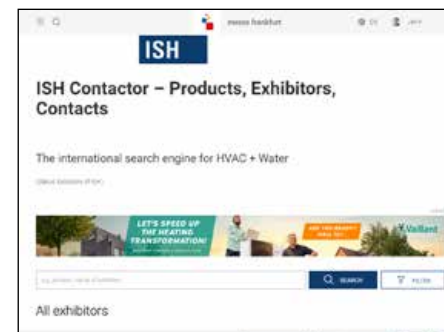 messe frankfurt
ISH
ISH Contactor – Products, Exhibitors,
Contacts
The international search engine for HVAC + Water
LET'S SPEED UP
THE HEATING
TRANSFORMATION!
Vaillant
SEARCH
FILTER
All exhibitors